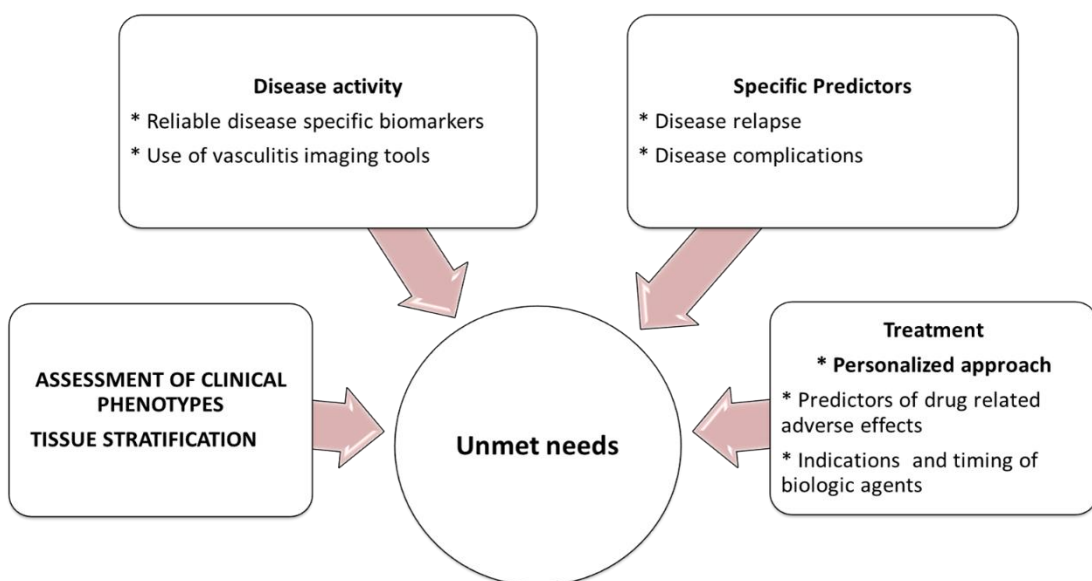 Disease activity
* Reliable disease specific biomarkers
* Use of vasculitis imaging tools
Specific Predictors
* Disease relapse
* Disease complications
ASSESSMENT OF CLINICAL
PHENOTYPES
TISSUE STRATIFICATION
Unmet needs
Treatment
* Personalized approach
* Predictors of drug related
adverse effects
* Indications and timing of
biologic agents